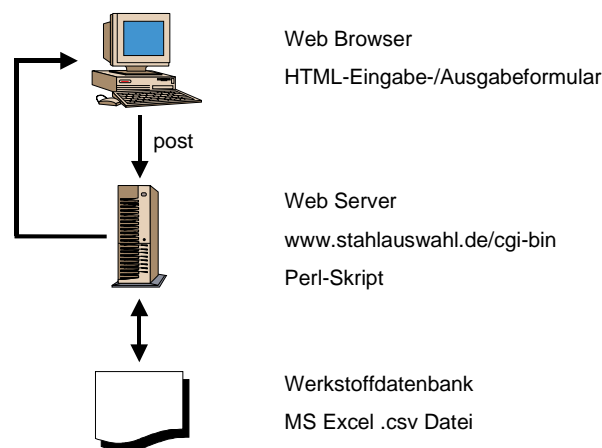 Web Browser
HTML-Eingabe-/Ausgabeformular
post
Web Server
www.stahlauswahl.de/cgi-bin
Perl-Skript
Werkstoffdatenbank
MS Excel .csv Datei